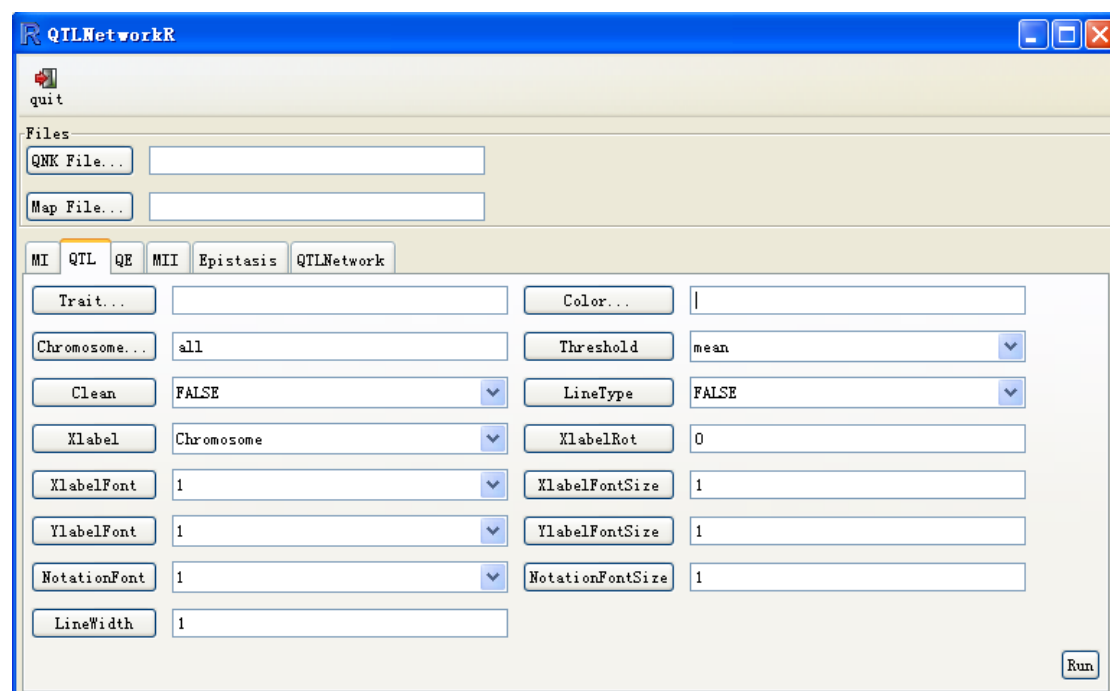 QTLNetworkR
quit
Files
QNK File...
Map File...
MI QTL QE MII Epistasis QTLNetwork
Trait... Color...
Chromosome... all Threshold mean
Clean FALSE LineType FALSE
Xlabel Chromosome XlabelRot 0
XlabelFont 1 XlabelFontSize 1
YlabelFont 1 YlabelFontSize 1
NotationFont 1 NotationFontSize 1
LineWidth 1
Run